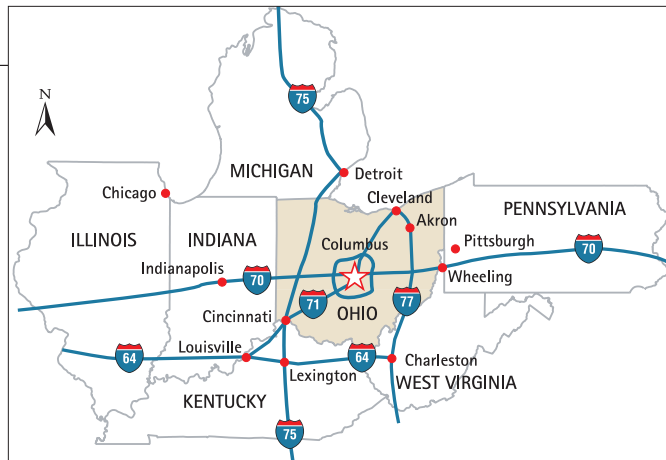 75
N
MICHIGAN
Detroit
Chicago
Cleveland
Akron
PENNSYLVANIA
ILLINOIS
INDIANA
Columbus
Pittsburgh
70
Indianapolis
70
Wheeling
71
77
Cincinnati
OHIO
Louisville
64
64
Charleston
Lexington
WEST VIRGINIA
KENTUCKY
75